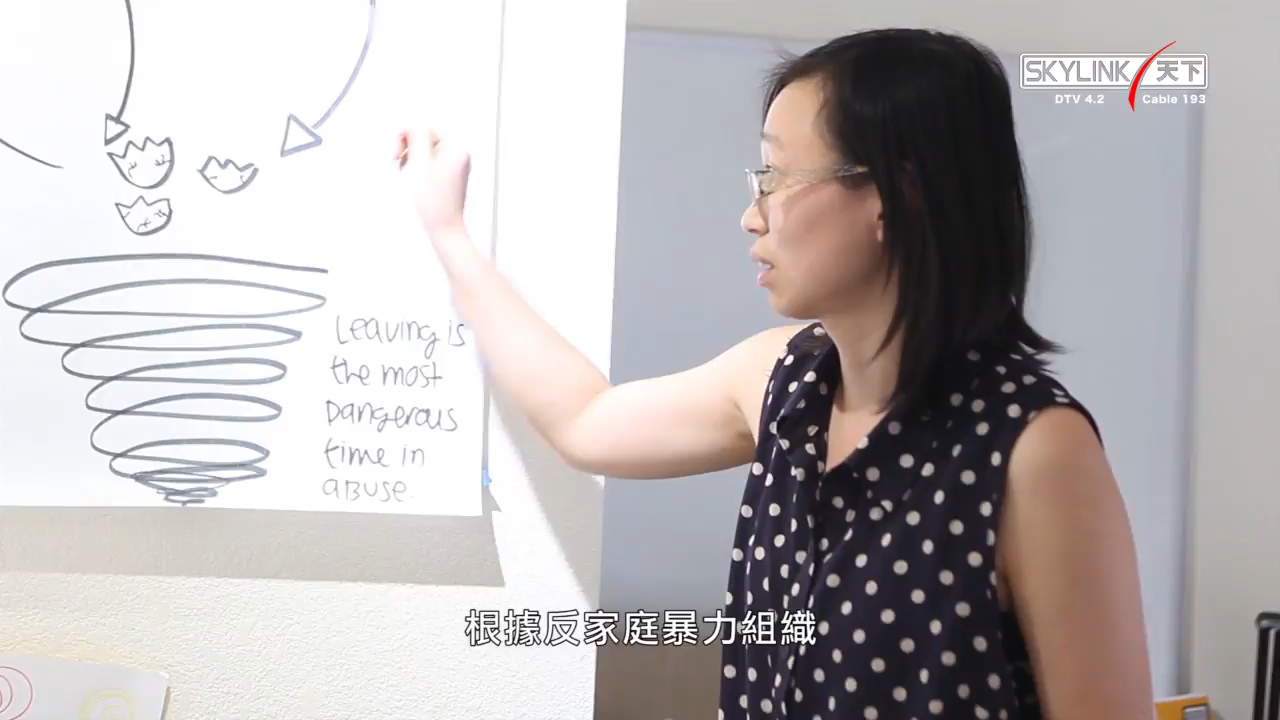 SKYLINK 天下
DTV 4.2 Cable 193
Leaving is
the most
Dangerous
time in
abuse.
根據反家庭暴力組織